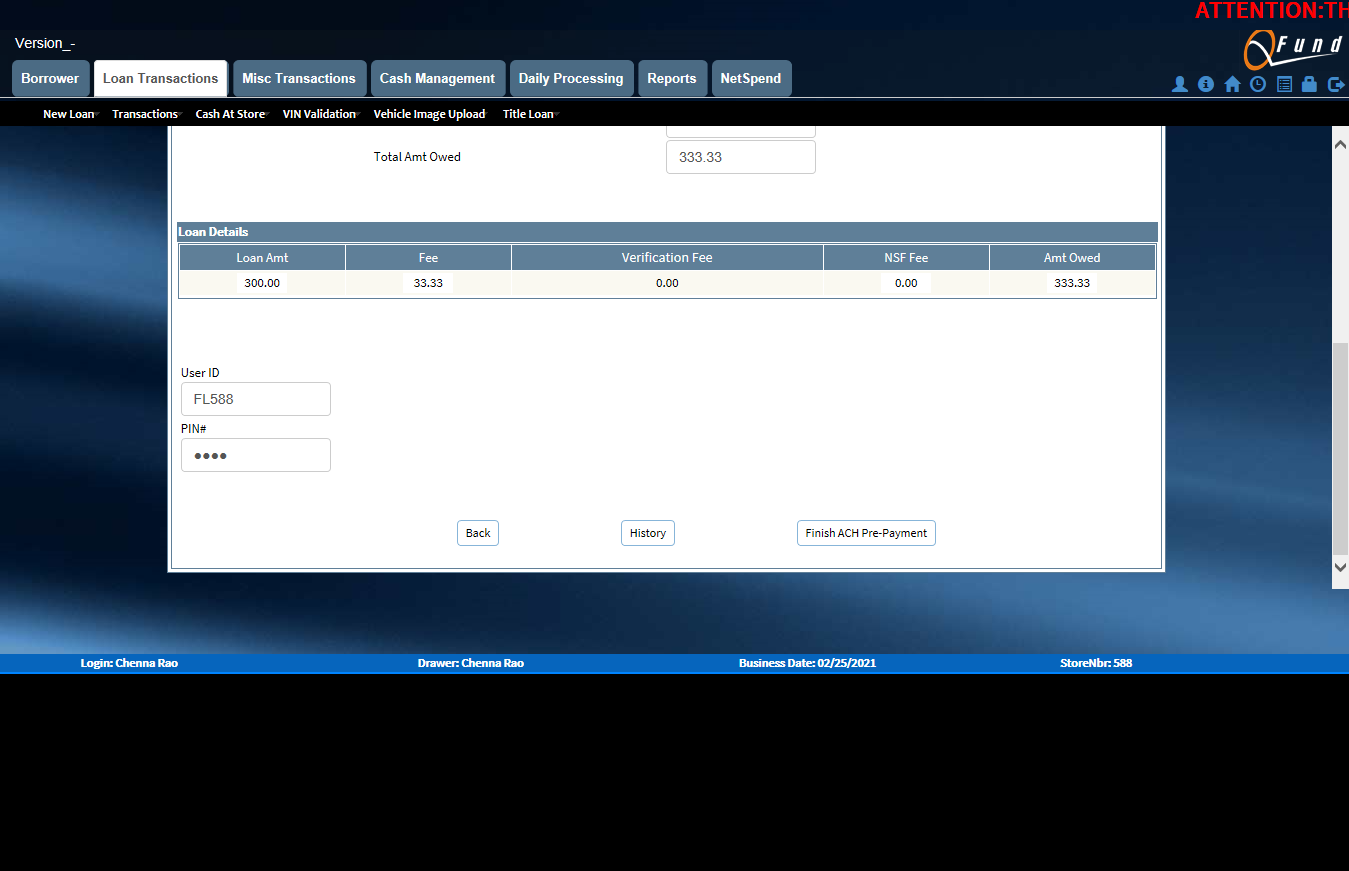 ATTENTION:TH
Version_-
QFund
Borrower Loan Transactions Misc Transactions Cash Management Daily Processing Reports NetSpend
New Loan Transactions Cash At Store VIN Validation Vehicle Image Upload Title Loan
Total Amt Owed 333.33
Loan Details
Loan Amt Fee Verification Fee NSF Fee Amt Owed
300.00 33.33 0.00 0.00 333.33
User ID
FL588
PIN#
●●●●
Back History Finish ACH Pre-Payment
Login: Chenna Rao Drawer: Chenna Rao Business Date: 02/25/2021 StoreNbr: 588